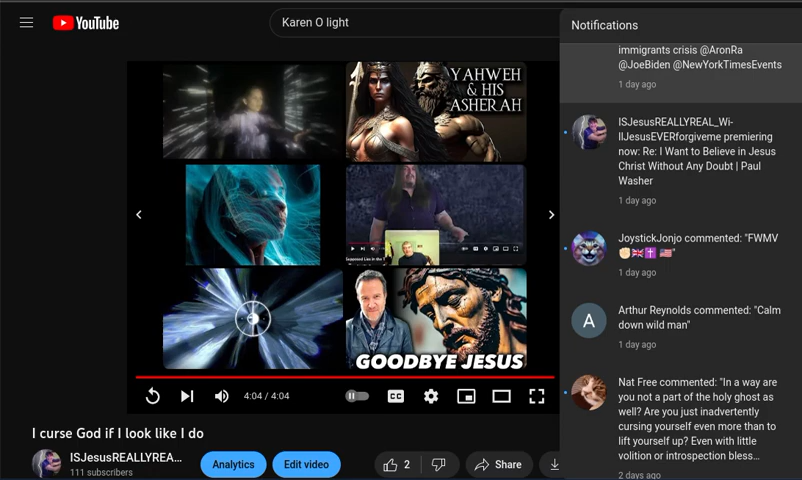 YouTube
Karen O light
Notifications
immigrants crisis @AronRa
@JoeBiden @NewYorkTimesEvents
1 day ago
ISJesusREALLYREAL_Wi-
llJesusEVERforgiveme premiering
now: Re: I Want to Believe in Jesus
Christ Without Any Doubt | Paul
Washer
1 day ago
JoystickJonjo commented: "FWMV
✊🏻🇬🇧✝️🇺🇸"
1 day ago
A
Arthur Reynolds commented: "Calm
down wild man"
1 day ago
Nat Free commented: "In a way are
you not a part of the holy ghost as
well? Are you just inadvertently
cursing yourself even more than to
lift yourself up? Even with little
volition or introspection bless…
2 days ago
YAHWEH
& HIS
ASHERAH
GOODBYE JESUS
4:04 / 4:04
CC
I curse God if I look like I do
ISJesusREALLYREA...
111 subscribers
Analytics
Edit video
2
Share